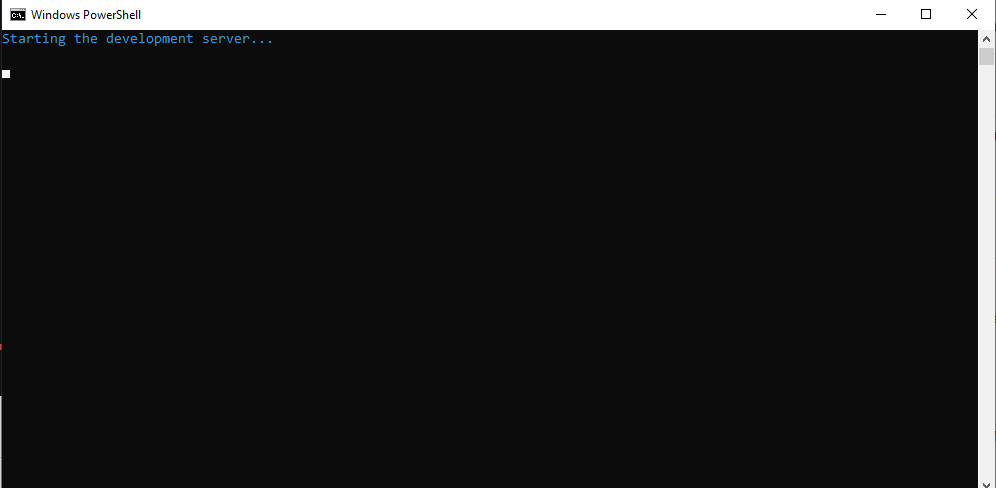 Windows PowerShell
Starting the development server...